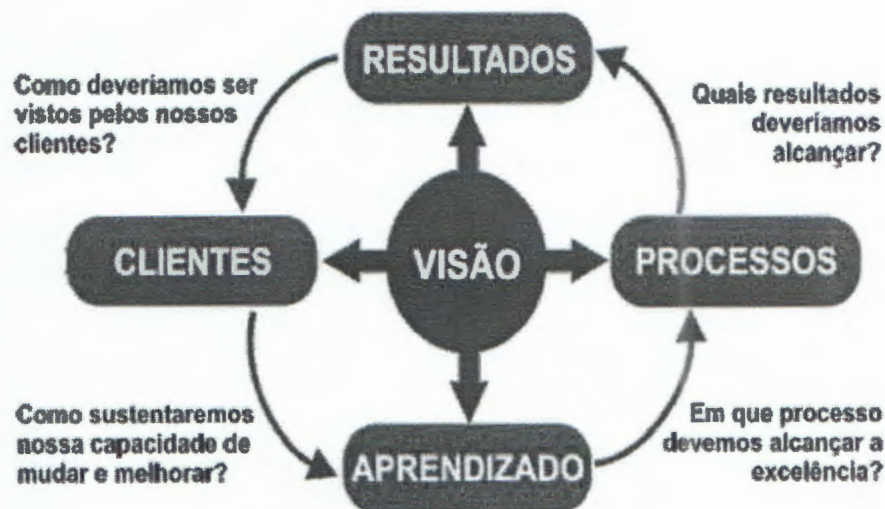 RESULTADOS
Como deveriamos ser
vistos pelos nossos
clientes?
Quais resultados
deveríamos
alcançar?
CLIENTES
VISÃO
PROCESSOS
Como sustentaremos
nossa capacidade de
mudar e melhorar?
Em que processo
devemos alcançar a
excelência?
APRENDIZADO